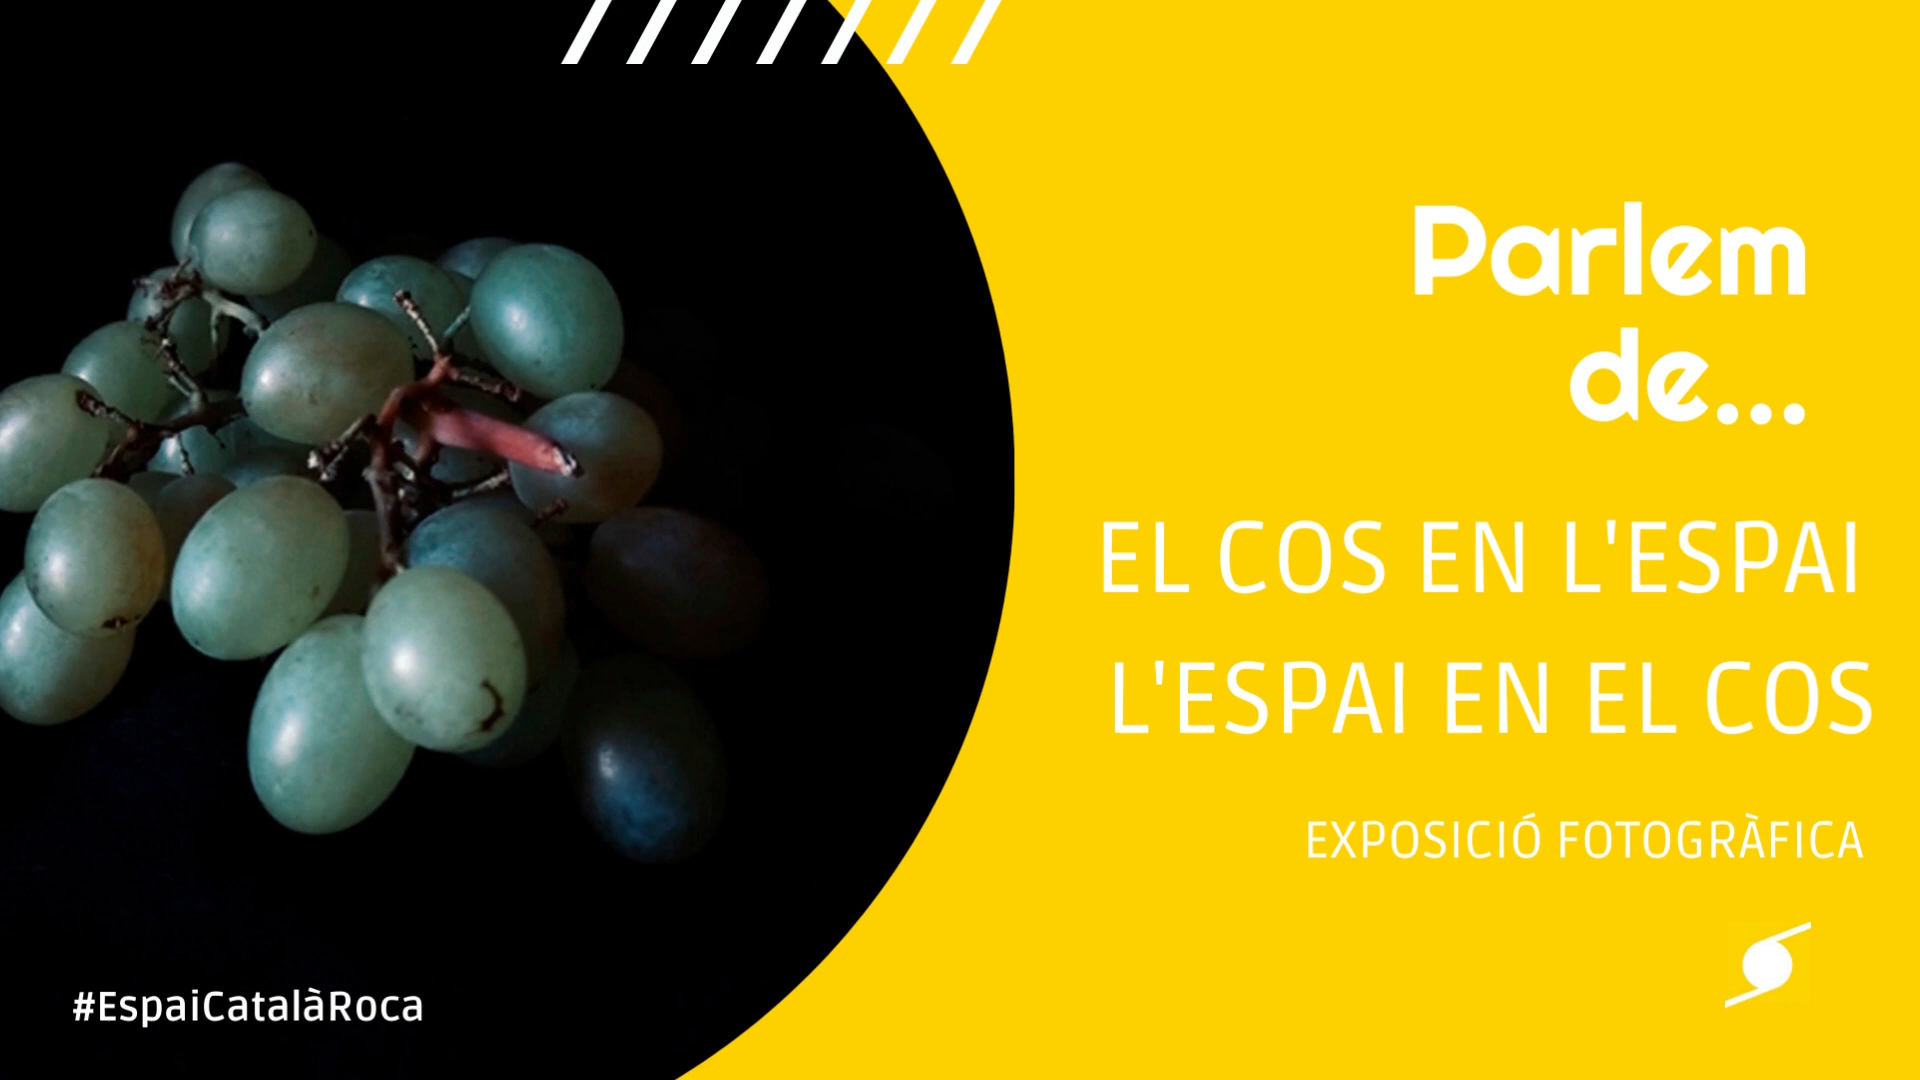 Parlem
de...
EL COS EN L'ESPAI
L'ESPAI EN EL COS
EXPOSICIÓ FOTOGRÀFICA
#EspaiCatalàRoca